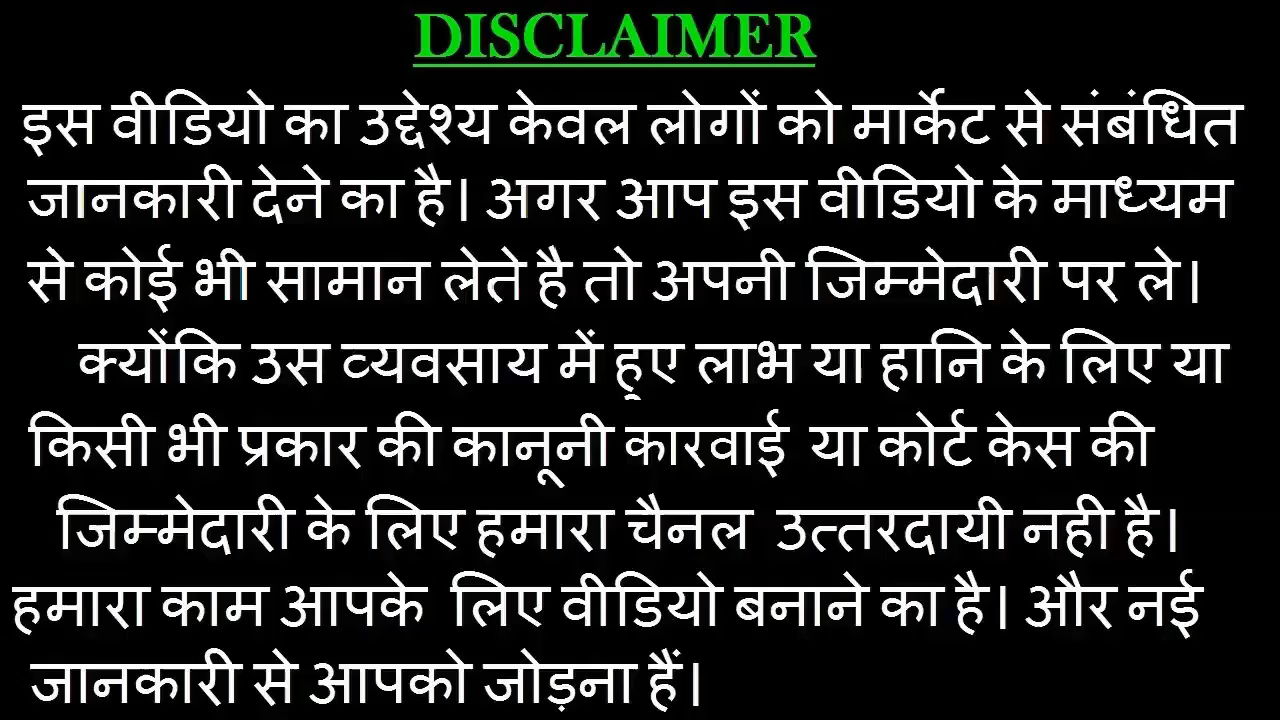 DISCLAIMER
इस वीडियो का उद्देश्य केवल लोगों को मार्केट से संबंधित
जानकारी देने का है। अगर आप इस वीडियो के माध्यम
से कोई भी सामान लेते है तो अपनी जिम्मेदारी पर ले।
क्योंकि उस व्यवसाय में हूए लाभ या हानि के लिए या
किसी भी प्रकार की कानूनी कारवाई या कोर्ट केस की
जिम्मेदारी के लिए हमारा चैनल उत्तरदायी नही है।
हमारा काम आपके लिए वीडियो बनाने का है। और नई
जानकारी से आपको जोड़ना हैं।